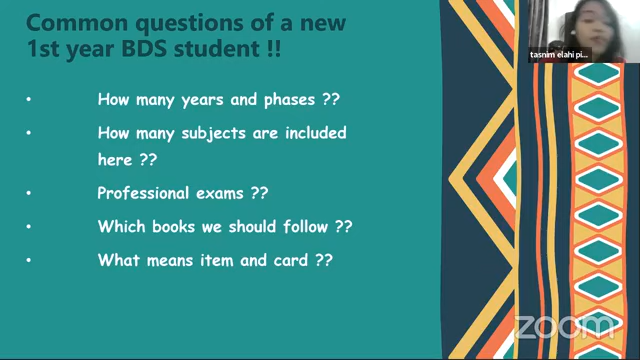 Common questions of a new
1st year BDS student !!
tasnim elahi pi...
• How many years and phases ??
• How many subjects are included
here ??
• Professional exams ??
• Which books we should follow ??
• What means item and card ??
zoom